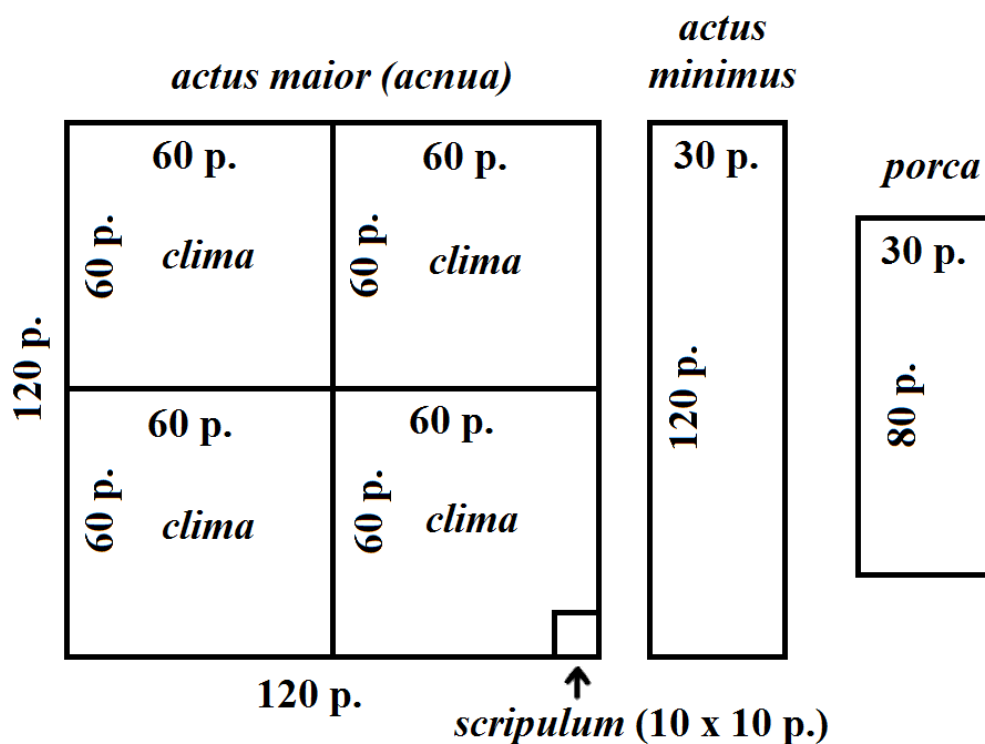 actus
minimus
actus maior (acnua)
60 p.
60 p.
30 p.
porca
60 p.
clima
60 p.
clima
30 p.
120 p.
120 p.
80 p.
60 p.
60 p.
60 p.
clima
60 p.
clima
120 p.
scripulum (10 x 10 p.)